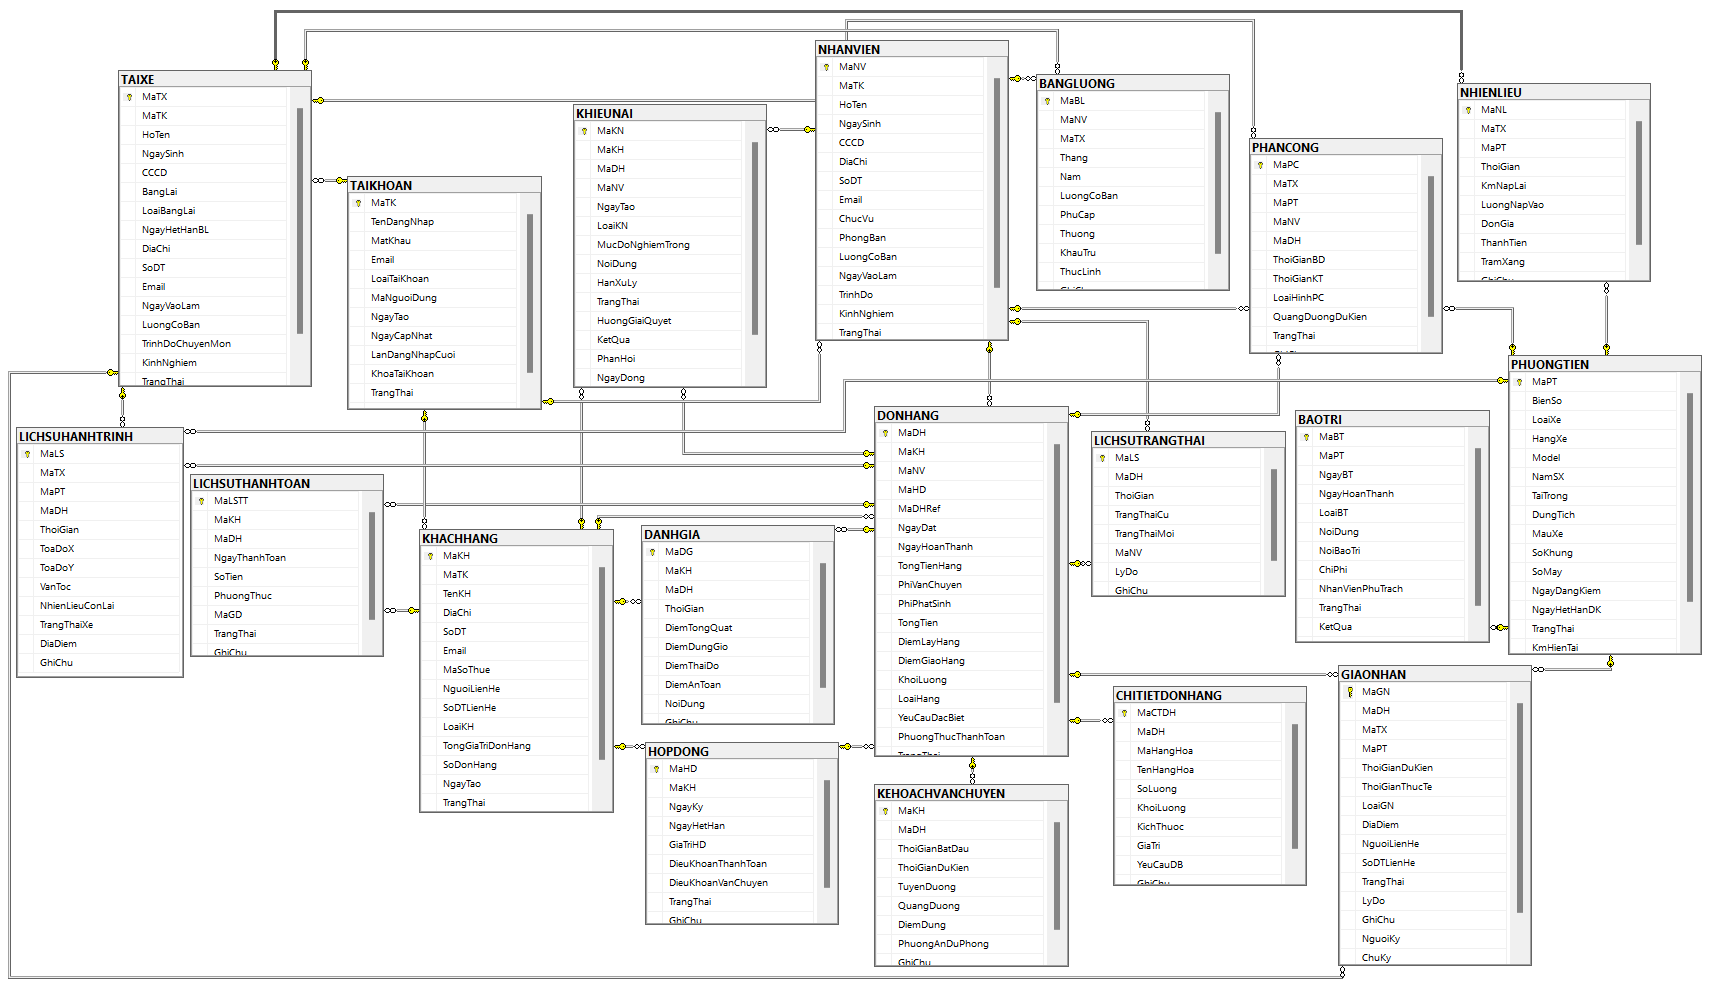 TAIXE
MaTX
MaTK
HoTen
NgaySinh
CCCD
BangLai
LoaiBangLai
NgayHetHanBL
DiaChi
SoDT
Email
NgayVaoLam
LuongCoBan
TrinhDoChuyenMon
KinhNghiem
TrangThai
TAIKHOAN
MaTK
TenDangNhap
MatKhau
Email
LoaiTaiKhoan
MaNguoiDung
NgayTao
NgayCapNhat
LanDangNhapCuoi
KhoaTaiKhoan
TrangThai
KHIEUNAI
MaKN
MaKH
MaDH
MaNV
NgayTao
LoaiKN
MucDoNghiemTrong
NoiDung
HanXuLy
TrangThai
HuongGiaiQuyet
KetQua
PhanHoi
NgayDong
NHANVIEN
MaNV
MaTK
HoTen
NgaySinh
CCCD
DiaChi
SoDT
Email
ChucVu
PhongBan
LuongCoBan
NgayVaoLam
TrinhDo
KinhNghiem
TrangThai
BANGLUONG
MaBL
MaNV
MaTX
Thang
Nam
LuongCoBan
PhuCap
Thuong
KhauTru
ThucLinh
GhiChu
PHANCONG
MaPC
MaTX
MaPT
MaNV
MaDH
ThoiGianBD
ThoiGianKT
LoaiHinhPC
QuangDuongDuKien
TrangThai
NHIENLIEU
MaNL
MaTX
MaPT
ThoiGian
KmNapLai
LuongNapVao
DonGia
ThanhTien
TramXang
GhiChu
LICHSUHANHTRINH
MaLS
MaTX
MaPT
MaDH
ThoiGian
ToaDoX
ToaDoY
VanToc
NhienLieuConLai
TrangThaiXe
DiaDiem
GhiChu
LICHSUTHANHTOAN
MaLSTT
MaKH
MaDH
NgayThanhToan
SoTien
PhuongThuc
MaGD
TrangThai
GhiChu
KHACHHANG
MaKH
MaTK
TenKH
DiaChi
SoDT
Email
MaSoThue
NguoiLienHe
SoDTLienHe
LoaiKH
TongGiaTriDonHang
SoDonHang
NgayTao
TrangThai
DANHGIA
MaDG
MaKH
MaDH
ThoiGian
DiemTongQuat
DiemDungGio
DiemThaiDo
DiemAnToan
NoiDung
GhiChu
HOPDONG
MaHD
MaKH
NgayKy
NgayHetHan
GiaTriHD
DieuKhoanThanhToan
DieuKhoanVanChuyen
TrangThai
GhiChu
DONHANG
MaDH
MaKH
MaNV
MaHD
MaDHRef
NgayDat
NgayHoanThanh
TongTienHang
PhiVanChuyen
PhiPhatSinh
TongTien
DiemLayHang
DiemGiaoHang
KhoiLuong
LoaiHang
YeuCauDacBiet
PhuongThucThanhToan
TrangThai
KEHOACHVANCHUYEN
MaKH
MaDH
ThoiGianBatDau
ThoiGianDuKien
TuyenDuong
QuangDuong
DiemDung
PhuongAnDuPhong
GhiChu
LICHSUTRANGTHAI
MaLS
MaDH
ThoiGian
TrangThaiCu
TrangThaiMoi
MaNV
LyDo
GhiChu
CHITIETDONHANG
MaCTDH
MaDH
MaHangHoa
TenHangHoa
SoLuong
KhoiLuong
KichThuoc
GiaTri
YeuCauDB
GhiChu
BAOTRI
MaBT
MaPT
NgayBT
NgayHoanThanh
LoaiBT
NoiDung
NoiBaoTri
ChiPhi
NhanVienPhuTrach
TrangThai
KetQua
PHUONGTIEN
MaPT
BienSo
LoaiXe
HangXe
Model
NamSX
TaiTrong
DungTich
MauXe
SoKhung
SoMay
NgayDangKiem
NgayHetHanDK
TrangThai
KmHienTai
GIAONHAN
MaGN
MaDH
MaTX
MaPT
ThoiGianDuKien
ThoiGianThucTe
LoaiGN
DiaDiem
NguoiLienHe
SoDTLienHe
TrangThai
LyDo
GhiChu
NguoiKy
ChuKy